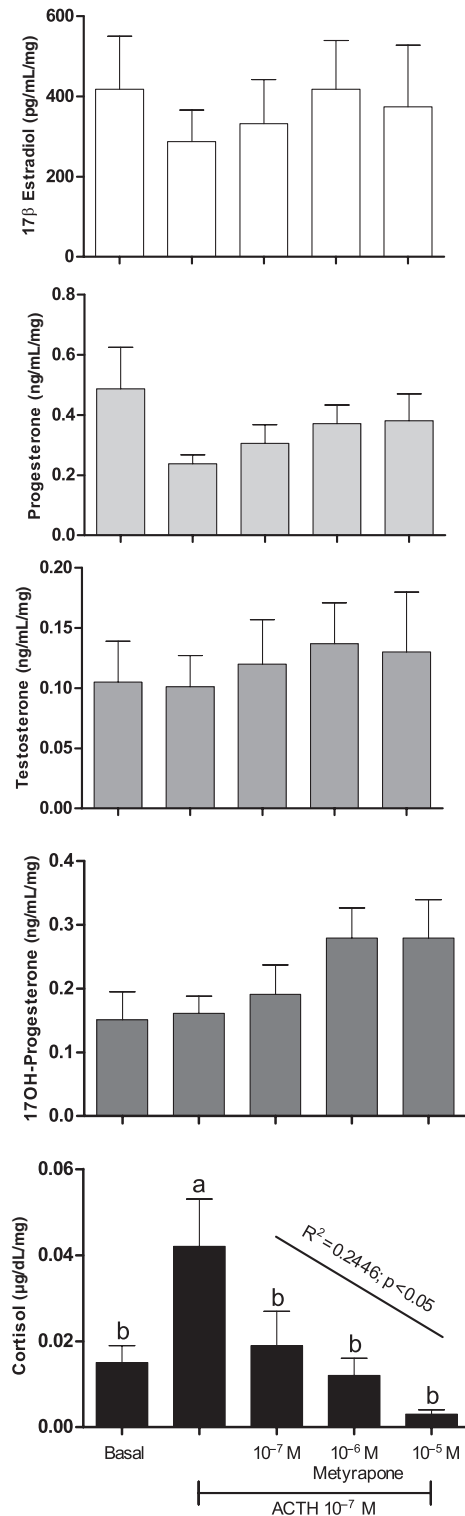 600
400
200
0
17β Estradiol (pg/mL/mg)
0.8
0.6
0.4
0.2
0.0
Progesterone (ng/mL/mg)
0.20
0.15
0.10
0.05
0.00
Testosterone (ng/mL/mg)
0.4
0.3
0.2
0.1
0.0
17OH-Progesterone (ng/mL/mg)
0.06
0.04
0.02
0.00
Cortisol (µg/dL/mg)
b
a
b
b
b
R²=0.2446; p<0.05
Basal
10⁻⁷ M
10⁻⁶ M
10⁻⁵ M
Metyrapone
ACTH 10⁻⁷ M